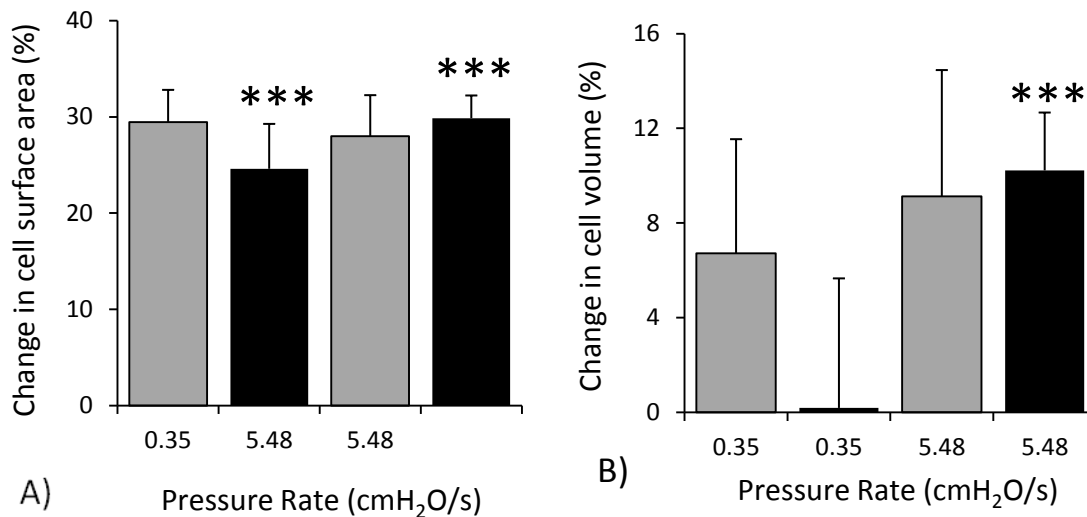 Change in cell surface area (%)
40
30
20
10
0
***
***
0.35 5.48 5.48
A)
Pressure Rate (cmH₂O/s)
Change in cell volume (%)
16
12
8
4
0
***
0.35 0.35 5.48 5.48
B)
Pressure Rate (cmH₂O/s)